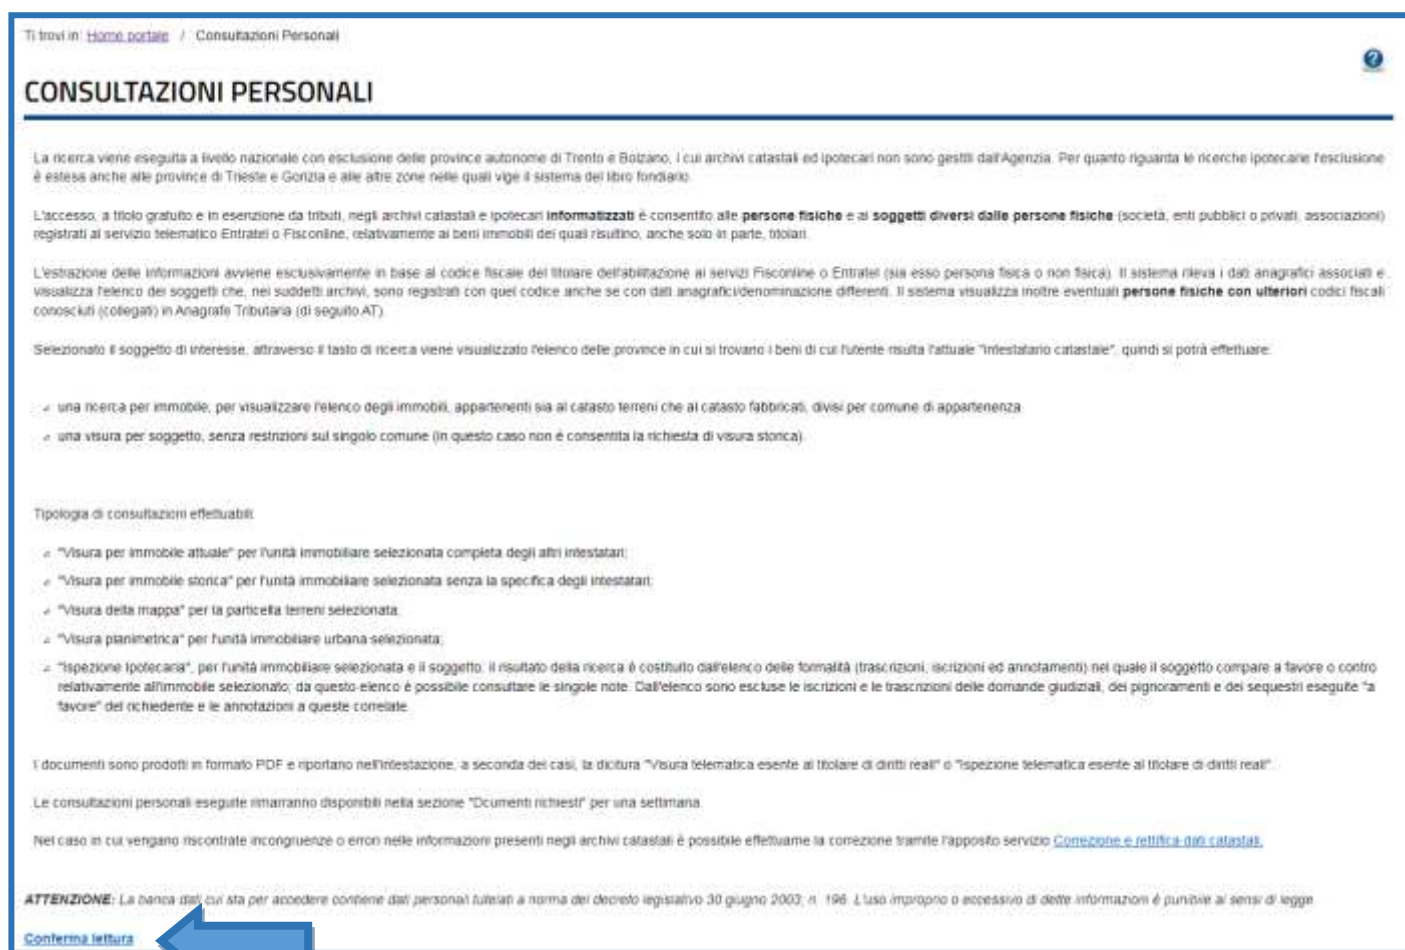 Ti trovi in: Home portale / Consultazioni Personali
CONSULTAZIONI PERSONALI
La ricerca viene eseguita a livello nazionale con esclusione delle province autonome di Trento e Bolzano, i cui archivi catastali ed ipotecari non sono gestiti dall'Agenzia. Per quanto riguarda le ricerche ipotecarie l'esclusione
è estesa anche alle province di Trieste e Gorizia e alle altre zone nelle quali vige il sistema del libro fondiario.
L'accesso, a titolo gratuito e in esenzione da tributi, negli archivi catastali e ipotecari informatizzati è consentito alle persone fisiche e ai soggetti diversi dalle persone fisiche (società, enti pubblici o privati, associazioni)
registrati al servizio telematico Entratel o Fisconline, relativamente ai beni immobili dei quali risultino, anche solo in parte, titolari.
L'estrazione delle informazioni avviene esclusivamente in base al codice fiscale del titolare dell'abilitazione ai servizi Fisconline o Entratel (sia esso persona fisica o non fisica). Il sistema rileva i dati anagrafici associati e
visualizza l'elenco dei soggetti che, nei suddetti archivi, sono registrati con quel codice anche se con dati anagrafici/denominazione differenti. Il sistema visualizza inoltre eventuali persone fisiche con ulteriori codici fiscali
conosciuti (collegati) in Anagrafe Tributaria (di seguito AT).
Selezionato il soggetto di interesse, attraverso il tasto di ricerca viene visualizzato l'elenco delle province in cui si trovano i beni di cui l'utente risulta l'attuale "intestatario catastale", quindi si potrà effettuare:
una ricerca per immobile, per visualizzare l'elenco degli immobili, appartenenti sia al catasto terreni che al catasto fabbricati, divisi per comune di appartenenza
una visura per soggetto, senza restrizioni sul singolo comune (in questo caso non è consentita la richiesta di visura storica).
Tipologia di consultazioni effettuabili:
"Visura per immobile attuale" per l'unità immobiliare selezionata completa degli altri intestatari;
"Visura per immobile storica" per l'unità immobiliare selezionata senza la specifica degli intestatari;
"Visura della mappa" per la particella terreni selezionata;
"Visura planimetrica" per l'unità immobiliare urbana selezionata;
"Ispezione Ipotecaria", per l'unità immobiliare selezionata e il soggetto; il risultato della ricerca è costituito dall'elenco delle formalità (trascrizioni, iscrizioni ed annotamenti) nel quale il soggetto compare a favore o contro
relativamente all'immobile selezionato; da questo elenco è possibile consultare le singole note. Dall'elenco sono escluse le iscrizioni e le trascrizioni delle domande giudiziali, dei pignoramenti e dei sequestri eseguite "a
favore" del richiedente e le annotazioni a queste correlate.
I documenti sono prodotti in formato PDF e riportano nell'intestazione, a seconda dei casi, la dicitura "Visura telematica esente al titolare di diritti reali" o "Ispezione telematica esente al titolare di diritti reali".
Le consultazioni personali eseguite rimarranno disponibili nella sezione "Dcumenti richiesti" per una settimana.
Nel caso in cui vengano riscontrate incongruenze o errori nelle informazioni presenti negli archivi catastali è possibile effettuarne la correzione tramite l'apposito servizio Correzione e rettifica dati catastali.
ATTENZIONE: La banca dati cui sta per accedere contiene dati personali tutelati a norma del decreto legislativo 30 giugno 2003, n. 196. L'uso improprio o eccessivo di dette informazioni è punibile ai sensi di legge.
Conferma lettura